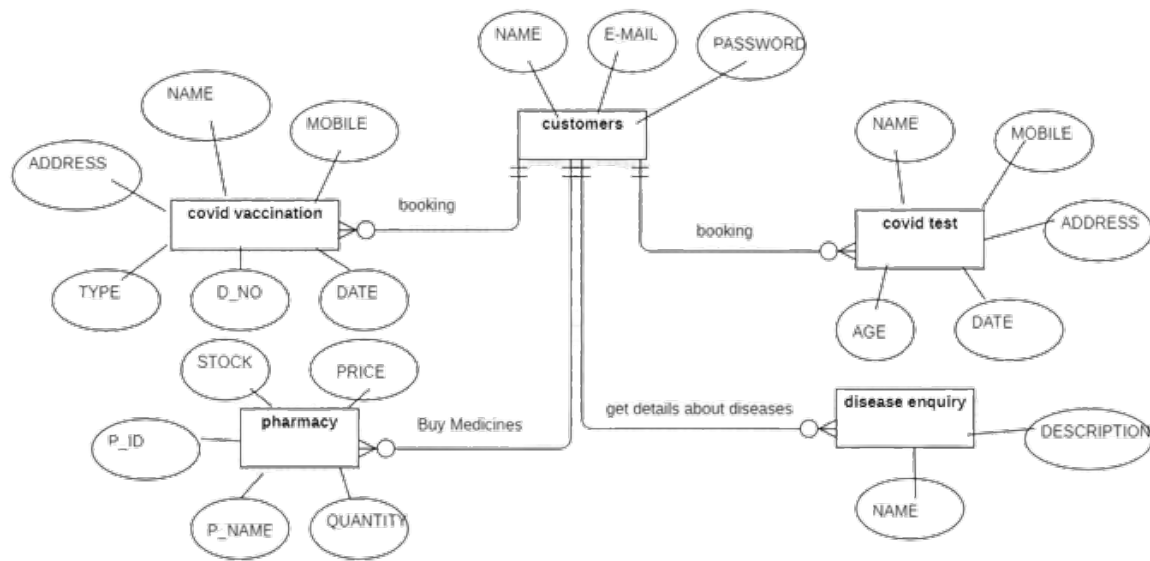 NAME
E-MAIL
PASSWORD
customers
NAME
MOBILE
ADDRESS
covid vaccination
TYPE
D_NO
DATE
booking
booking
NAME
MOBILE
covid test
ADDRESS
AGE
DATE
STOCK
PRICE
pharmacy
P_ID
P_NAME
QUANTITY
Buy Medicines
get details about diseases
disease enquiry
DESCRIPTION
NAME